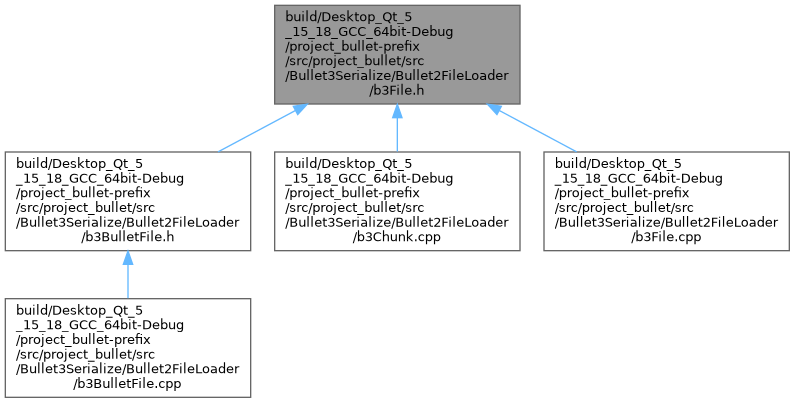 build/Desktop_Qt_5
_15_18_GCC_64bit-Debug
/project_bullet-prefix
/src/project_bullet/src
/Bullet3Serialize/Bullet2FileLoader
/b3File.h
build/Desktop_Qt_5
_15_18_GCC_64bit-Debug
/project_bullet-prefix
/src/project_bullet/src
/Bullet3Serialize/Bullet2FileLoader
/b3BulletFile.h
build/Desktop_Qt_5
_15_18_GCC_64bit-Debug
/project_bullet-prefix
/src/project_bullet/src
/Bullet3Serialize/Bullet2FileLoader
/b3Chunk.cpp
build/Desktop_Qt_5
_15_18_GCC_64bit-Debug
/project_bullet-prefix
/src/project_bullet/src
/Bullet3Serialize/Bullet2FileLoader
/b3File.cpp
build/Desktop_Qt_5
_15_18_GCC_64bit-Debug
/project_bullet-prefix
/src/project_bullet/src
/Bullet3Serialize/Bullet2FileLoader
/b3BulletFile.cpp